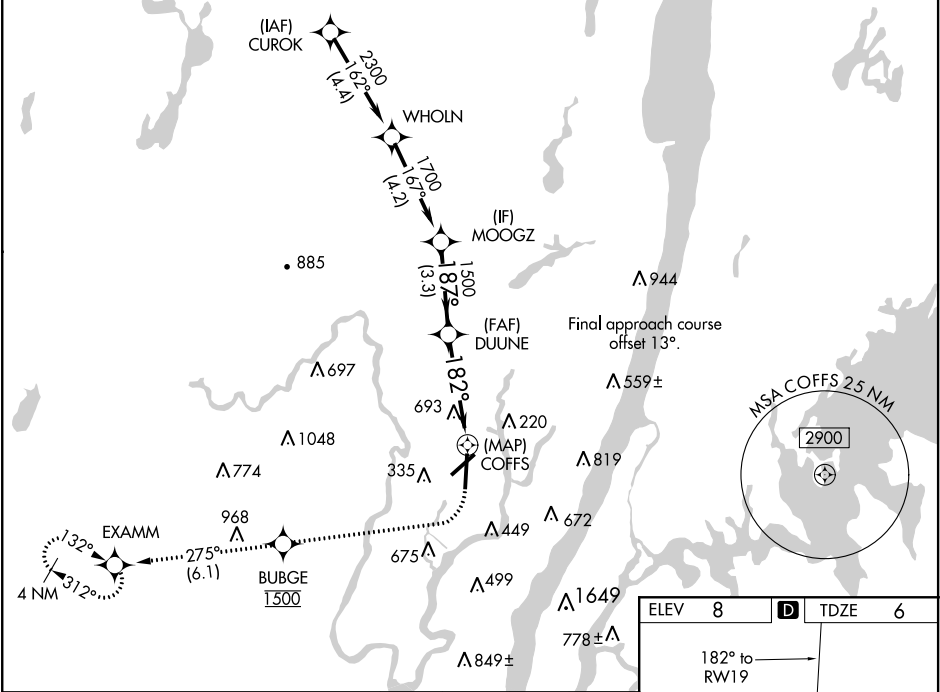 (IAF)
CUROK
2300
162°
(4.4)
WHOLN
1700
167°
(4.2)
(IF)
MOOGZ
885
1500
187°
(3.3)
944
(FAF)
DUUNE
Final approach course
offset 13°.
182°
697
559±
MSA COFFS 25 NM
693
220
2900
1048
(MAP)
COFFS
819
774
335
968
EXAMM
672
449
132°
275°
(6.1)
675
BUBGE
1500
312°
4 NM
499
1649
778±
849±
ELEV 8 D TDZE 6
182° to
RW19